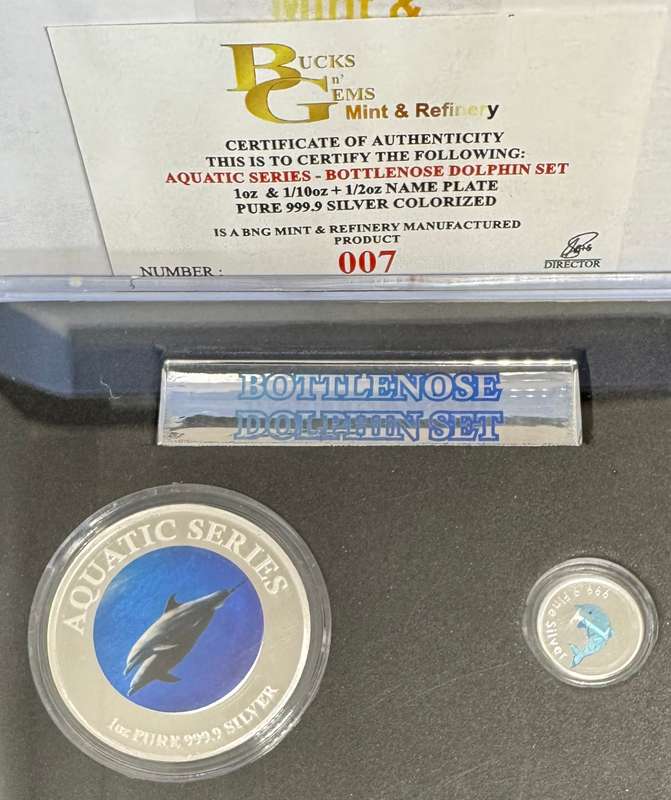 Mint &
BUCKS
n'
GEMS
Mint & Refinery
CERTIFICATE OF AUTHENTICITY
THIS IS TO CERTIFY THE FOLLOWING:
AQUATIC SERIES - BOTTLENOSE DOLPHIN SET
1oz & 1/10oz + 1/2oz NAME PLATE
PURE 999.9 SILVER COLORIZED
IS A BNG MINT & REFINERY MANUFACTURED
PRODUCT
NUMBER : 007
DIRECTOR
BOTTLENOSE
DOLPHIN SET
AQUATIC SERIES
1oz PURE 999.9 SILVER
999.9 Fine Silver